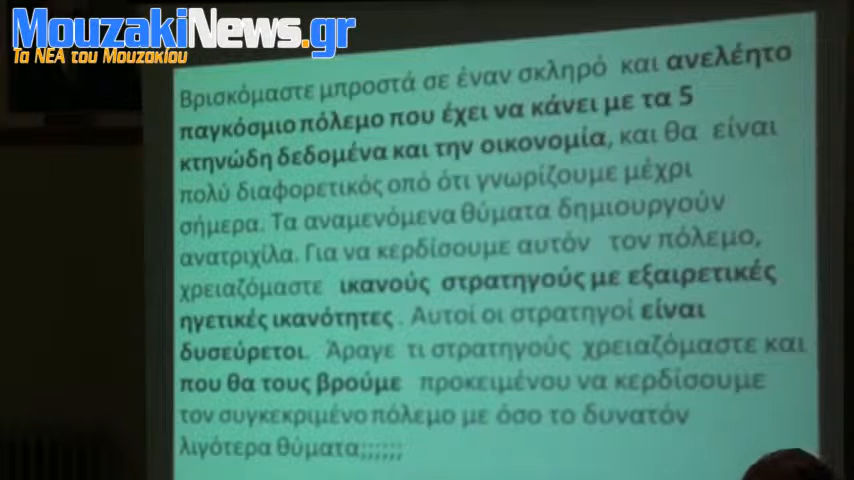 MouzakiNews.gr
Τα ΝΕΑ του Μουζακίου
Βρισκόμαστε μπροστά σε έναν σκληρό και ανελέητο
παγκόσμιο πόλεμο που έχει να κάνει με τα 5
κτηνώδη δεδομένα και την οικονομία, και θα είναι
πολύ διαφορετικός οπό ότι γνωρίζουμε μέχρι
σήμερα. Τα αναμενόμενα θύματα δημιουργούν
ανατριχίλα. Για να κερδίσουμε αυτόν τον πόλεμο,
χρειαζόμαστε ικανούς στρατηγούς με εξαιρετικές
ηγετικές ικανότητες . Αυτοί οι στρατηγοί είναι
δυσεύρετοι. Άραγε τι στρατηγούς χρειαζόμαστε και
που θα τους βρούμε προκειμένου να κερδίσουμε
τον συγκεκριμένο πόλεμο με όσο το δυνατόν
λιγότερα θύματα;;;;;;